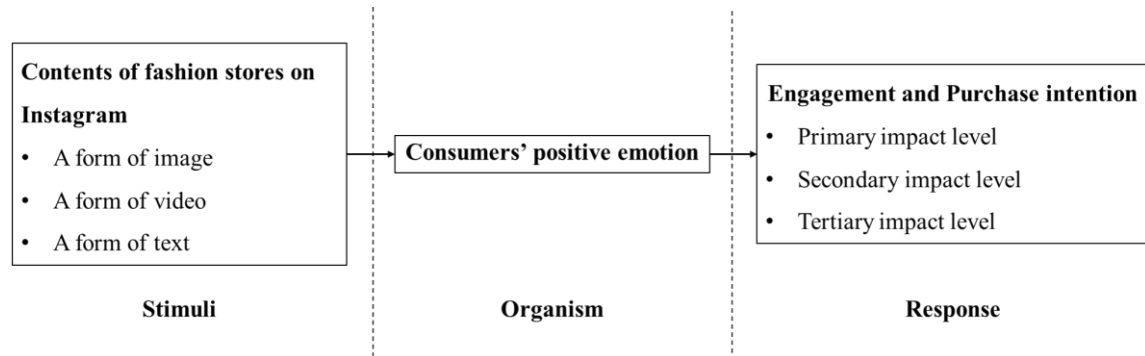 Contents of fashion stores on
Instagram
• A form of image
• A form of video
• A form of text
Stimuli
Consumers’ positive emotion
Organism
Engagement and Purchase intention
• Primary impact level
• Secondary impact level
• Tertiary impact level
Response